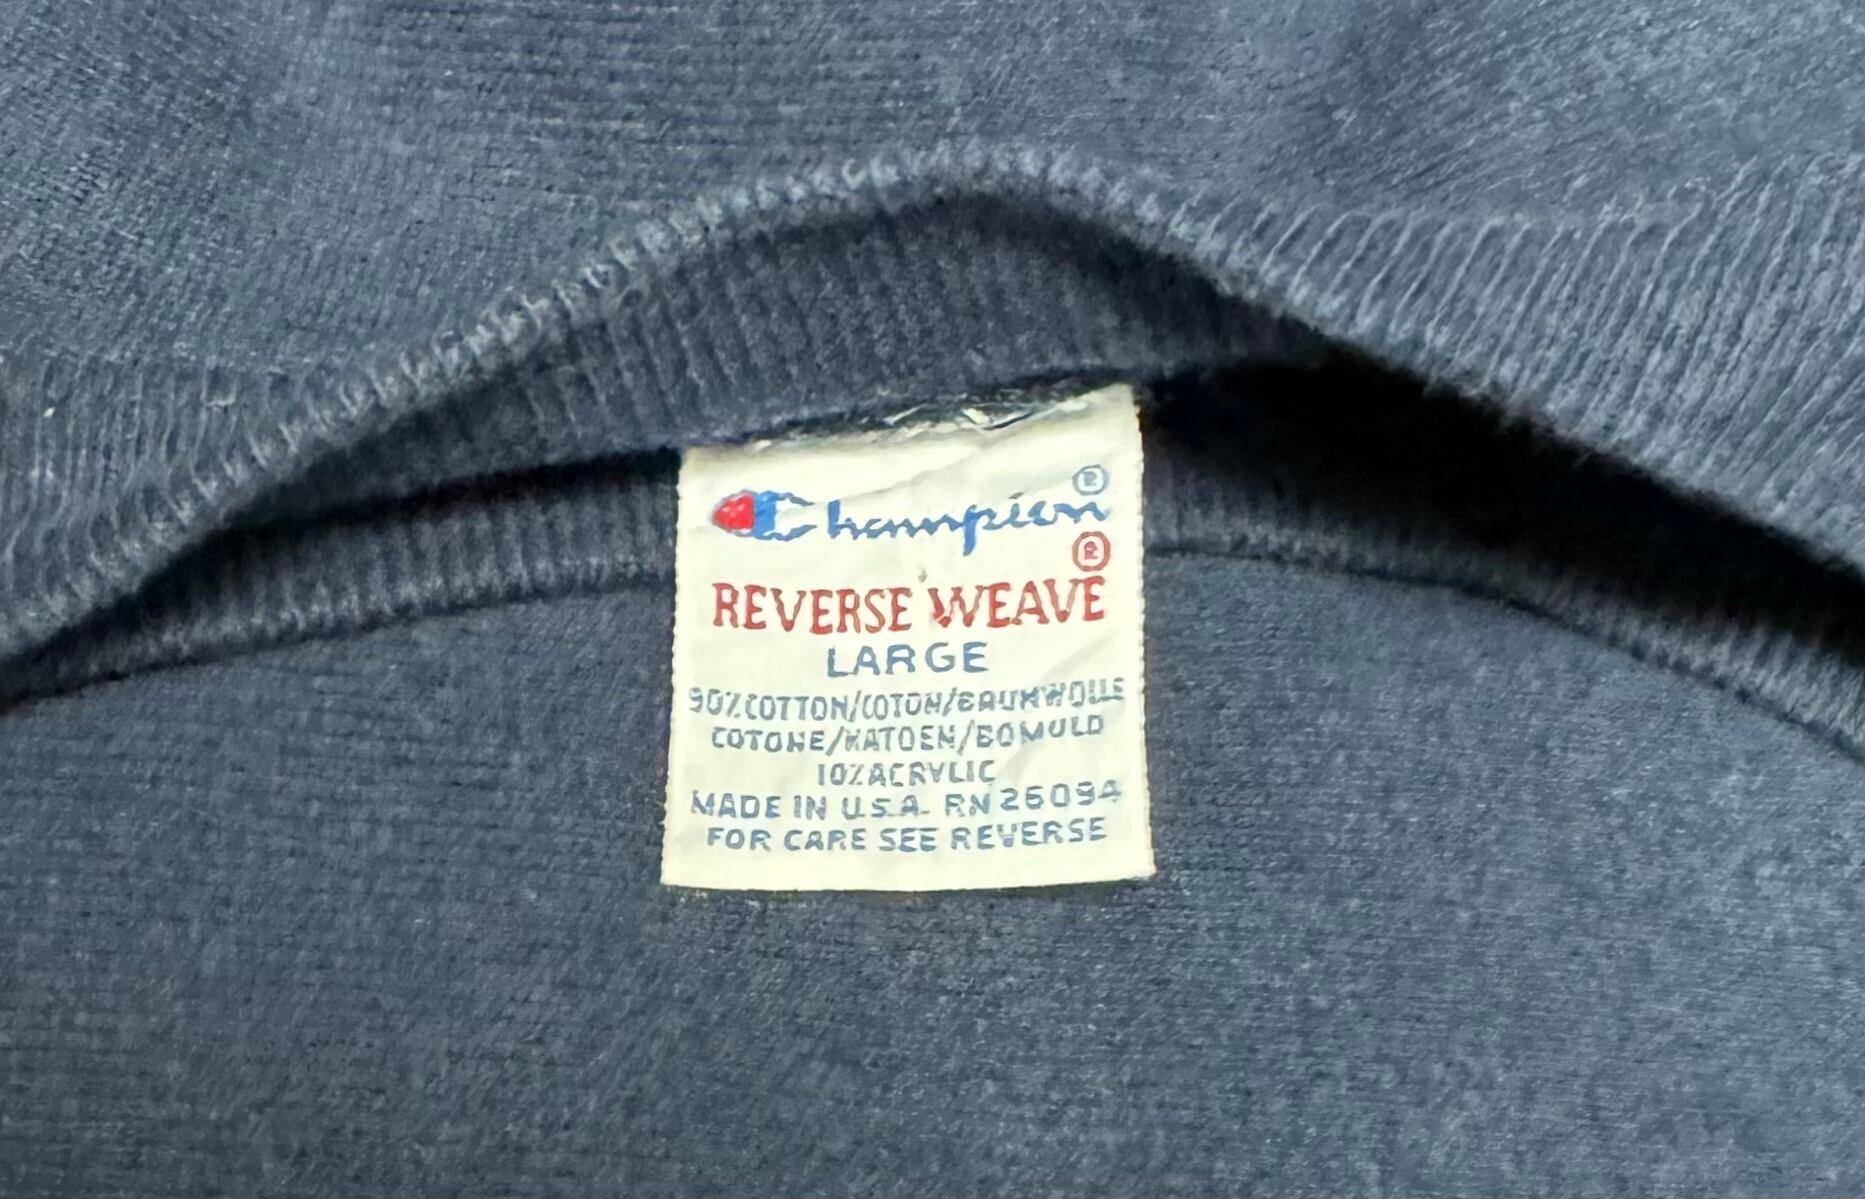 Champion®
®
REVERSE WEAVE
LARGE
90% COTTON/COTON/BAUMWOLLE
COTONE/KATOEN/BOMULD
10% ACRYLIC
MADE IN U.S.A. RN 26094
FOR CARE SEE REVERSE